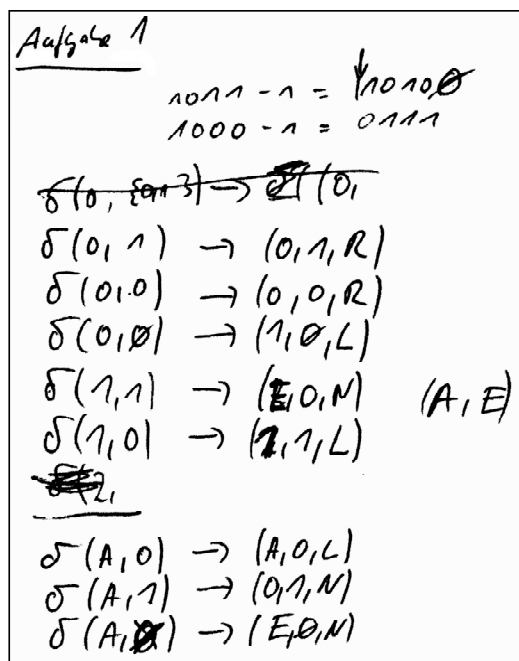 Aufgabe 1
1011 - 1 = 1010Ø
1000 - 1 = 0111
δ(0, 1) → (0, 1, R)
δ(0, 0) → (0, 0, R)
δ(0, Ø) → (1, Ø, L)
δ(1, 1) → (E, 0, N) (A, E)
δ(1, 0) → (1, 1, L)
δ(A, 0) → (A, 0, L)
δ(A, 1) → (0, 1, N)
δ(A, Ø) → (E, Ø, N)